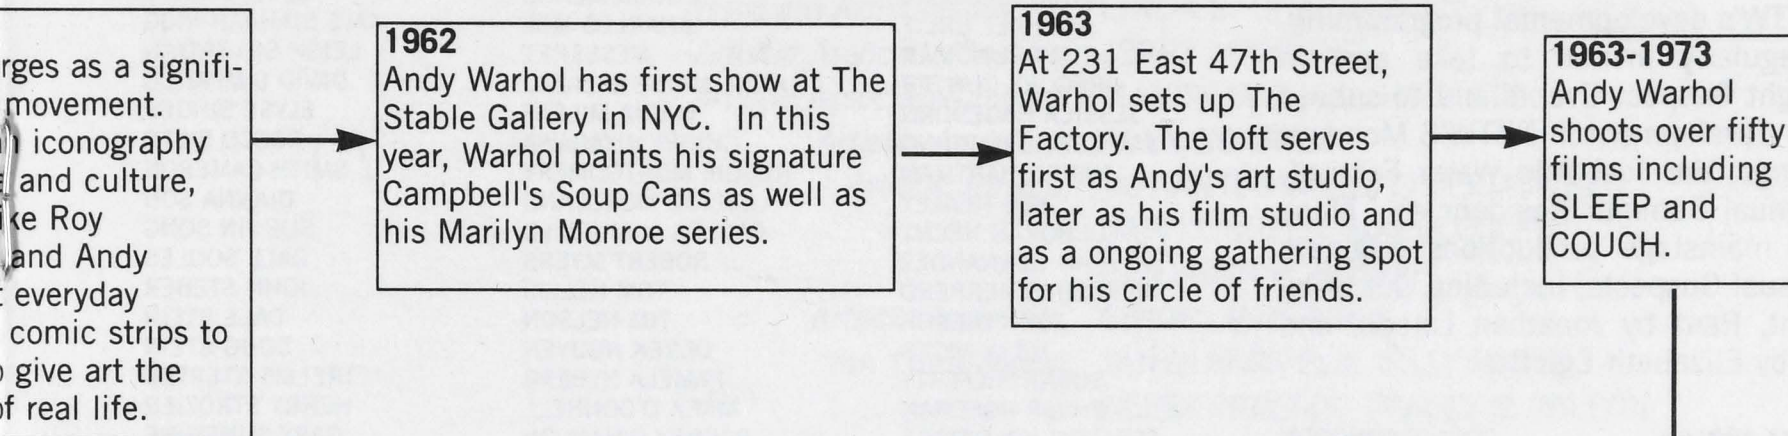 signifi-
movement.
iconography
and culture,
Roy
and Andy
everyday
comic strips to
give art the
of real life.
1962
Andy Warhol has first show at The
Stable Gallery in NYC. In this
year, Warhol paints his signature
Campbell's Soup Cans as well as
his Marilyn Monroe series.
1963
At 231 East 47th Street,
Warhol sets up The
Factory. The loft serves
first as Andy's art studio,
later as his film studio and
as a ongoing gathering spot
for his circle of friends.
1963-1973
Andy Warhol
shoots over fifty
films including
SLEEP and
COUCH.